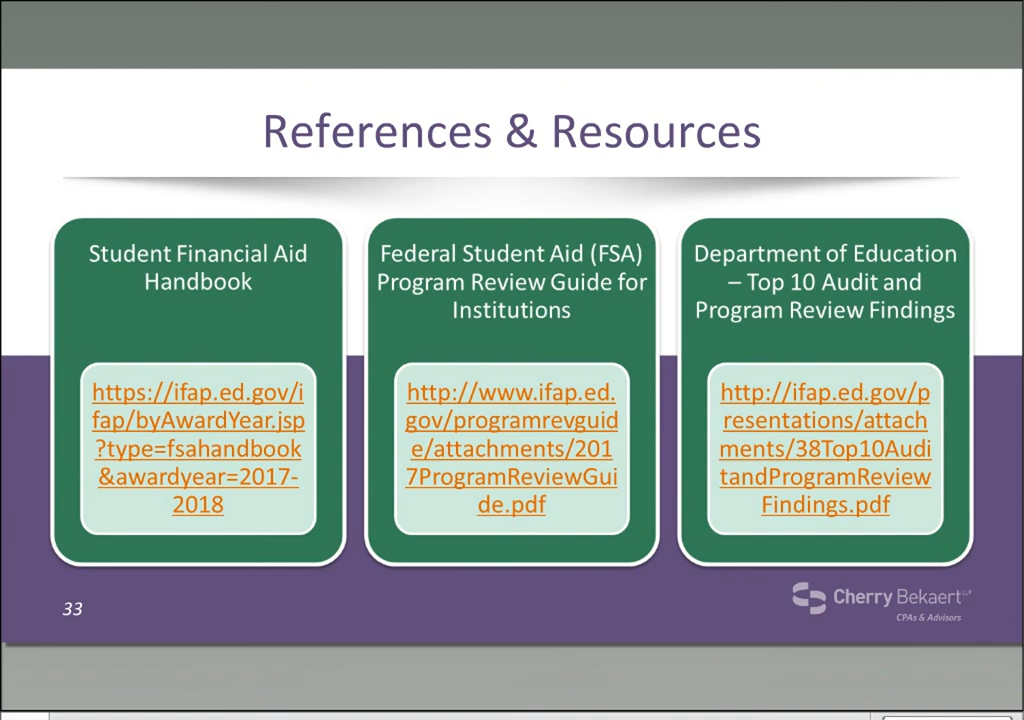 References & Resources
Student Financial Aid
Handbook
https://ifap.ed.gov/i
fap/byAwardYear.jsp
?type=fsahandbook
&awardyear=2017-
2018
Federal Student Aid (FSA)
Program Review Guide for
Institutions
http://www.ifap.ed.
gov/programrevguid
e/attachments/201
7ProgramReviewGui
de.pdf
Department of Education
– Top 10 Audit and
Program Review Findings
http://ifap.ed.gov/p
resentations/attach
ments/38Top10Audi
tandProgramReview
Findings.pdf
33
Cherry Bekaert LLP
CPAs & Advisors